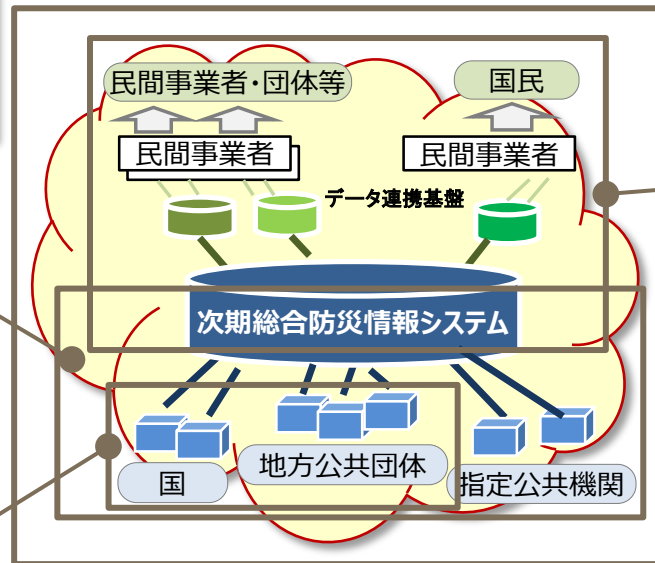 民間事業者・団体等
国民
民間事業者
民間事業者
データ連携基盤
次期総合防災情報システム
国
地方公共団体
指定公共機関